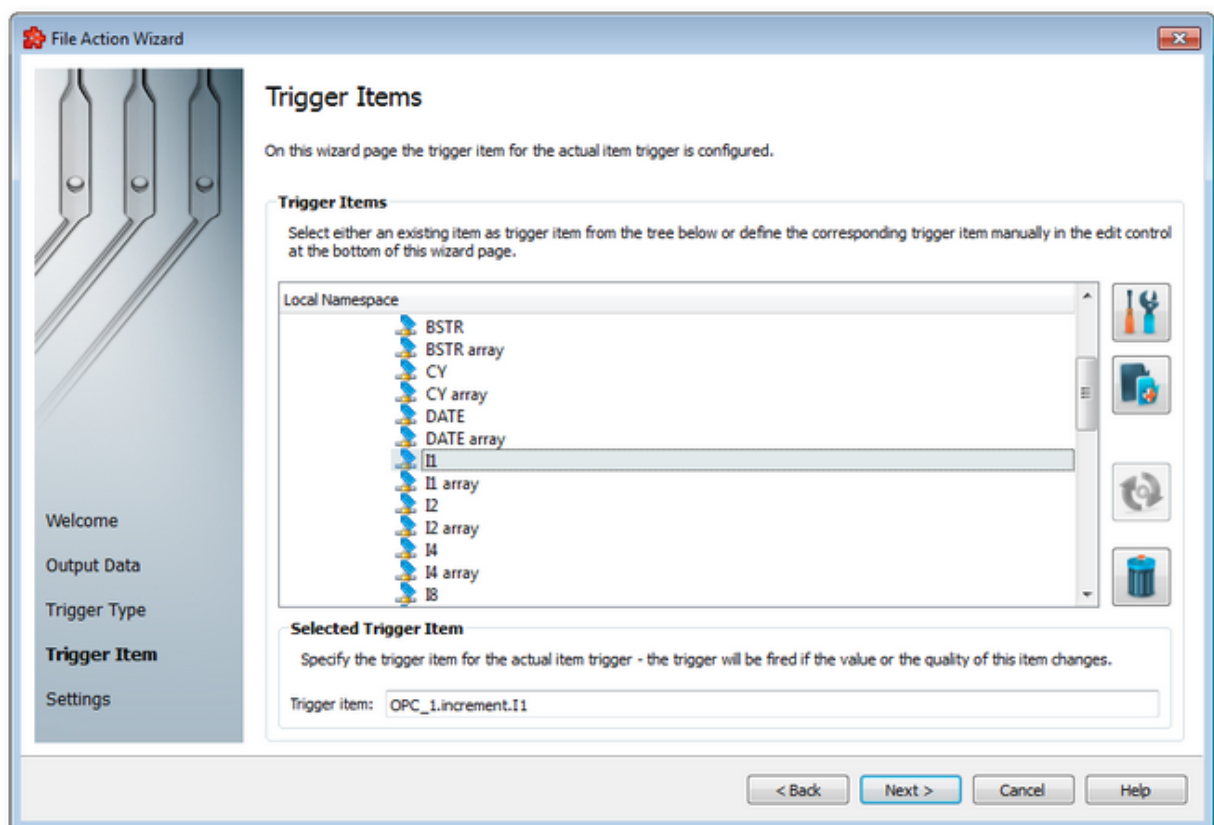 File Action Wizard
Trigger Items
On this wizard page the trigger item for the actual item trigger is configured.
Trigger Items
Select either an existing item as trigger item from the tree below or define the corresponding trigger item manually in the edit control
at the bottom of this wizard page.
Local Namespace
BSTR
BSTR array
CY
CY array
DATE
DATE array
I1
I1 array
I2
I2 array
I4
I4 array
I8
Welcome
Output Data
Trigger Type
Trigger Item
Settings
Selected Trigger Item
Specify the trigger item for the actual item trigger - the trigger will be fired if the value or the quality of this item changes.
Trigger item: OPC_1.increment.I1
< Back Next > Cancel Help